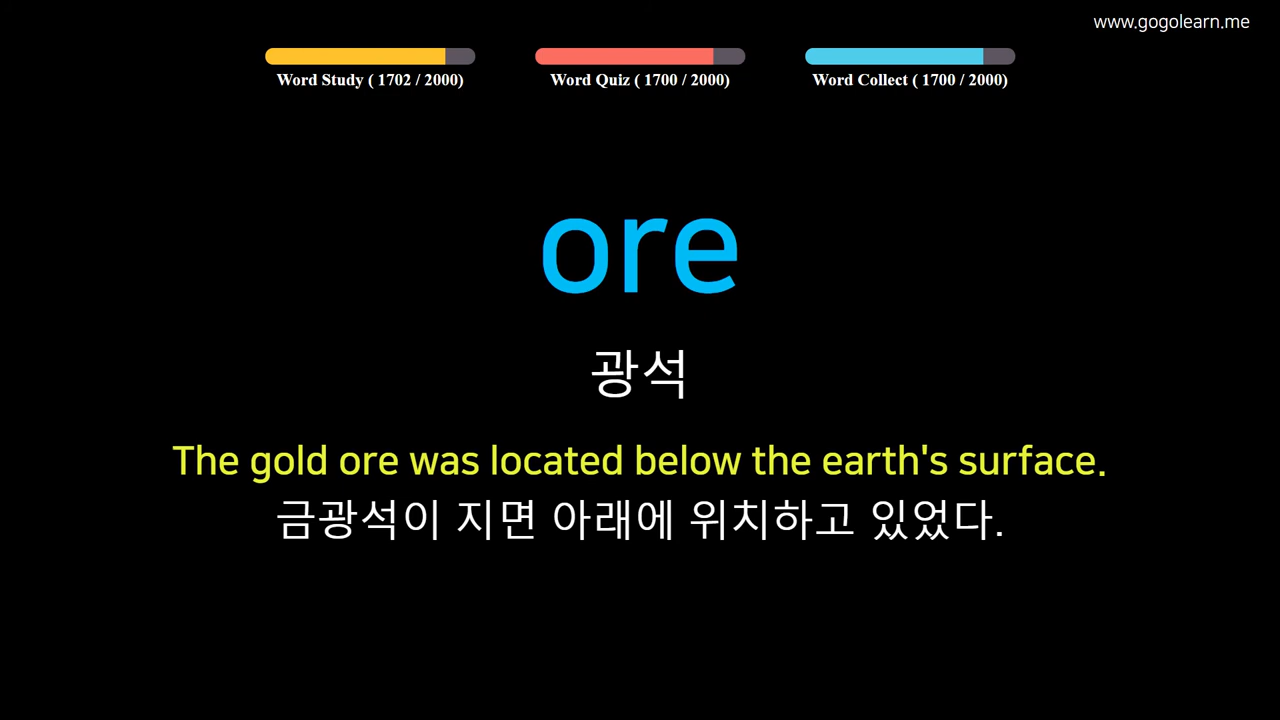 www.gogolearn.me
Word Study ( 1702 / 2000)
Word Quiz ( 1700 / 2000)
Word Collect ( 1700 / 2000)
ore
광석
The gold ore was located below the earth's surface.
금광석이 지면 아래에 위치하고 있었다.